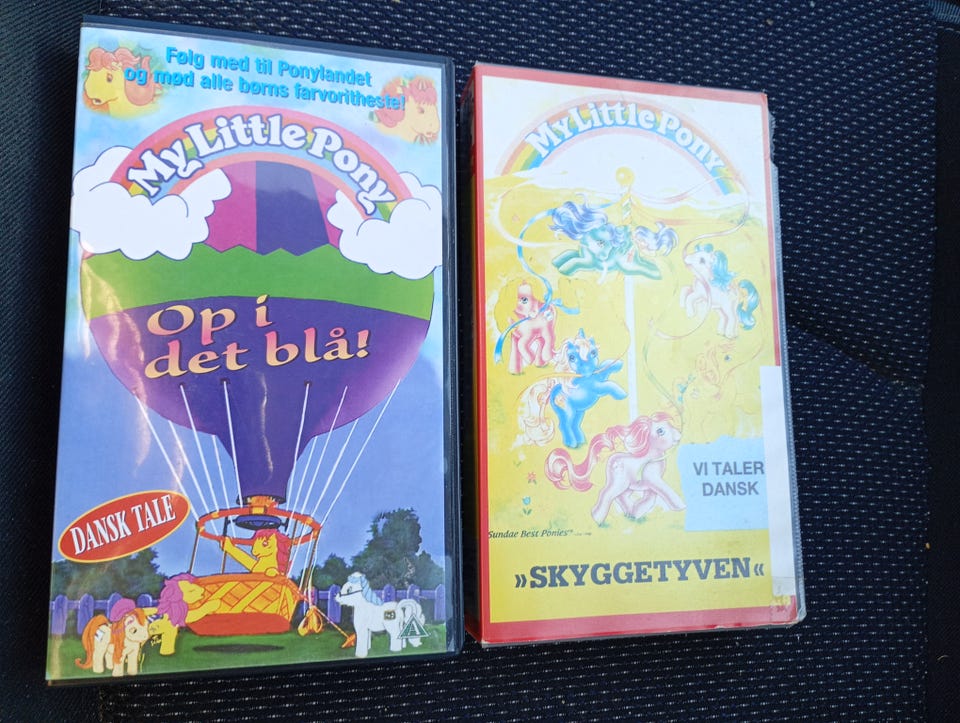 Følg med til Ponylandet
og mød alle børns farvoritheste!
My Little Pony
Op i
det blå!
DANSK TALE
A
My Little Pony
VI TALER
DANSK
Sundae Best Ponies™
»SKYGGETYVEN«